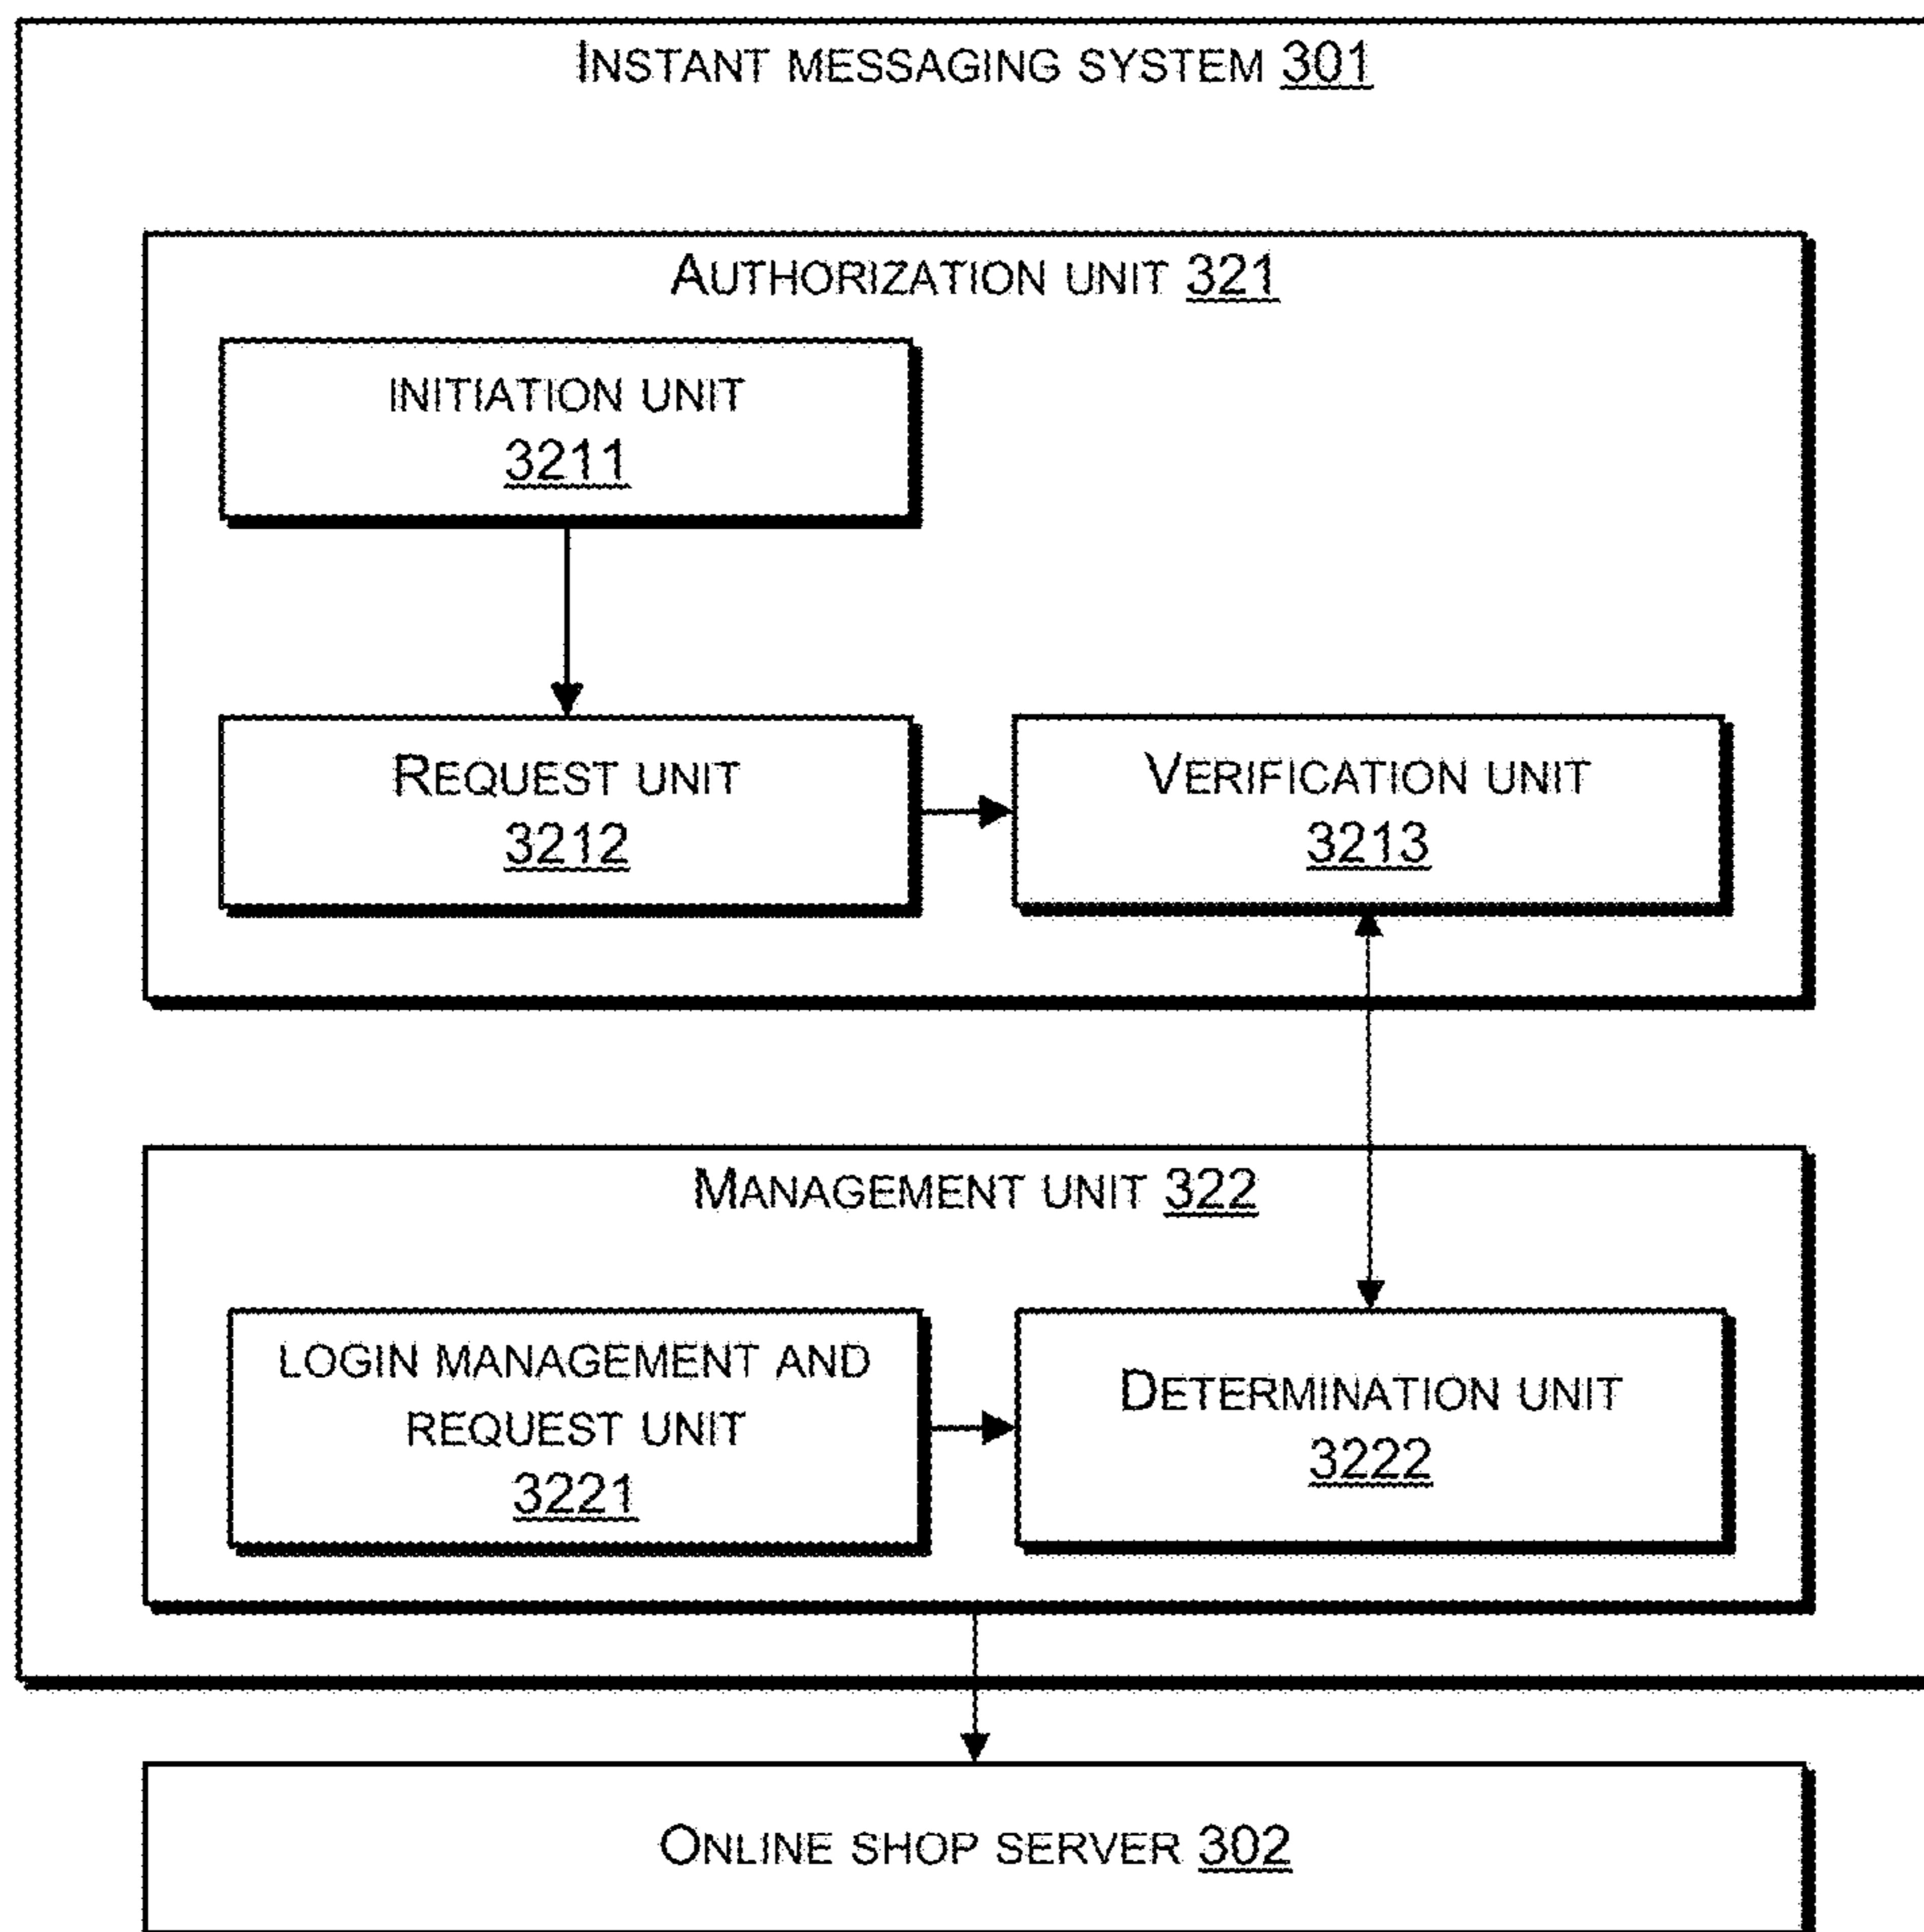 INSTANT MESSAGING SYSTEM 301
AUTHORIZATION UNIT 321
INITIATION UNIT
3211
REQUEST UNIT
3212
VERIFICATION UNIT
3213
MANAGEMENT UNIT 322
LOGIN MANAGEMENT AND
REQUEST UNIT
3221
DETERMINATION UNIT
3222
ONLINE SHOP SERVER 302